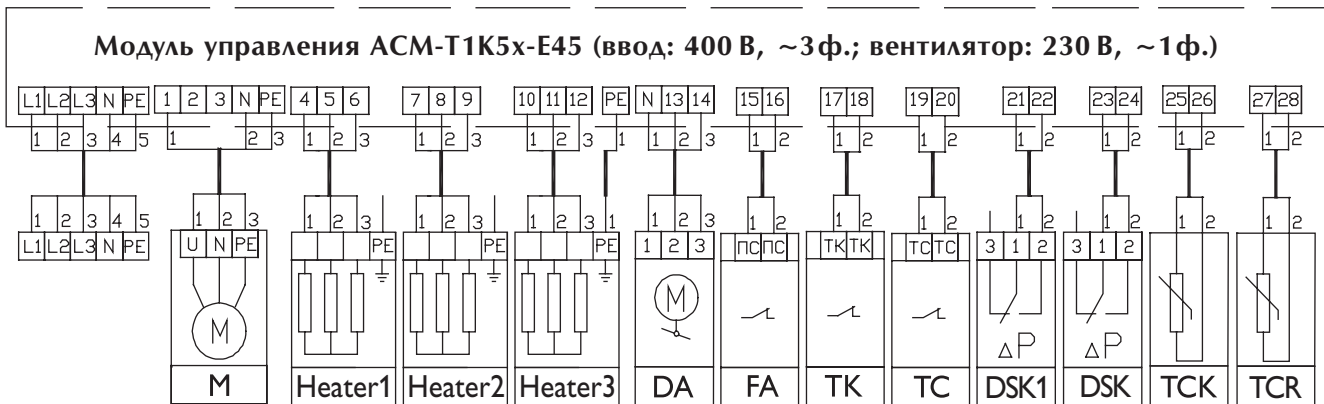 Модуль управления ACM-T1K5x-E45 (ввод: 400 В, ~3ф.; вентилятор: 230 В, ~1ф.)
L1 L2 L3 N PE 1 2 3 N PE 4 5 6 7 8 9 10 11 12 PE N 13 14 15 16 17 18 19 20 21 22 23 24 25 26 27 28
1 2 3 4 5 1 2 3 1 2 3 1 2 3 1 2 3 1 1 2 3 1 2 1 2 1 2 1 2 1 2 1 2 1 2
1 2 3 4 5 1 2 3 1 2 3 1 2 3 1 2 3 1 1 2 3 1 2 1 2 1 2 1 2 1 2 1 2 1 2
L1 L2 L3 N PE U N PE PE PE PE 1 2 3 ПС ПС ТК ТК ТС ТС 3 1 2 3 1 2
M M
ΔP ΔP
M Heater1 Heater2 Heater3 DA FA TK TC DSK1 DSK TCK TCR